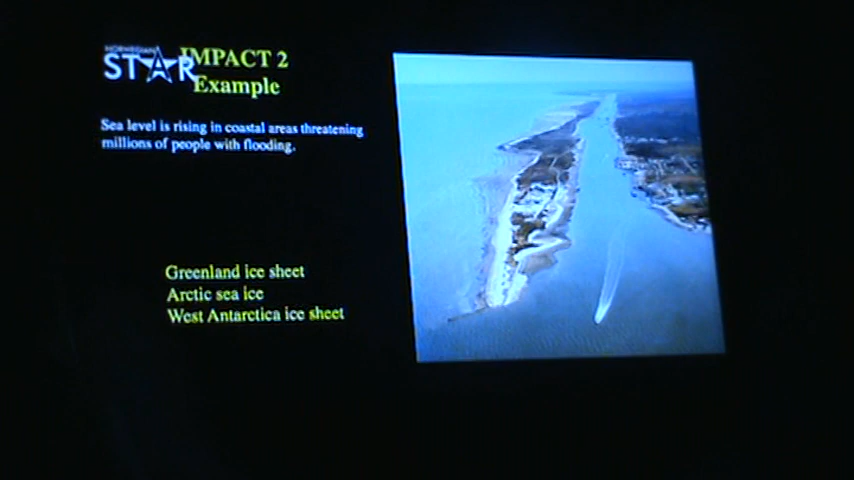 NORWEGIAN
STAR
IMPACT 2
Example
Sea level is rising in coastal areas threatening
millions of people with flooding.
Greenland ice sheet
Arctic sea ice
West Antarctica ice sheet